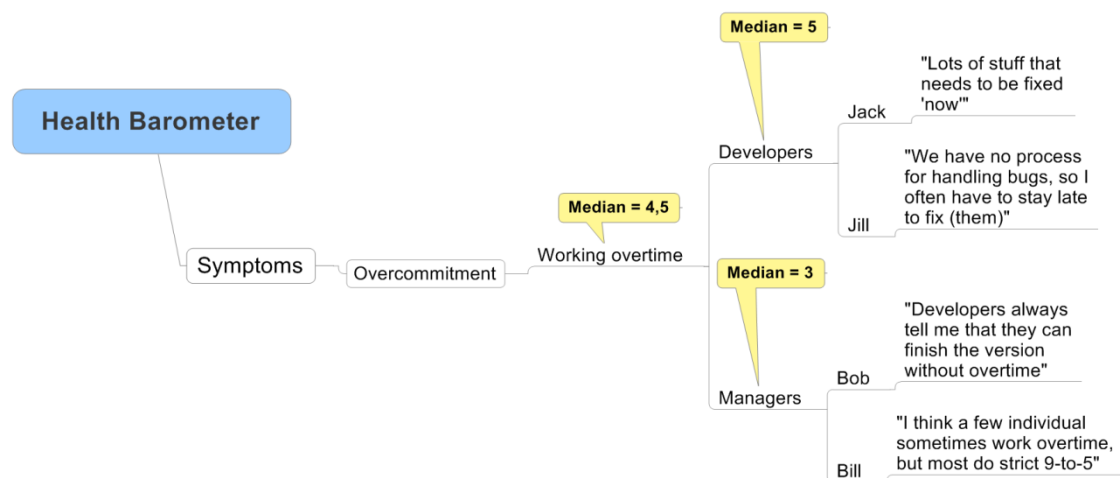 Health Barometer
Symptoms
Overcommitment
Median = 4,5
Working overtime
Median = 5
Developers
Jack
"Lots of stuff that
needs to be fixed
'now'"
Jill
"We have no process
for handling bugs, so I
often have to stay late
to fix (them)"
Median = 3
Managers
Bob
"Developers always
tell me that they can
finish the version
without overtime"
Bill
"I think a few individual
sometimes work overtime,
but most do strict 9-to-5"